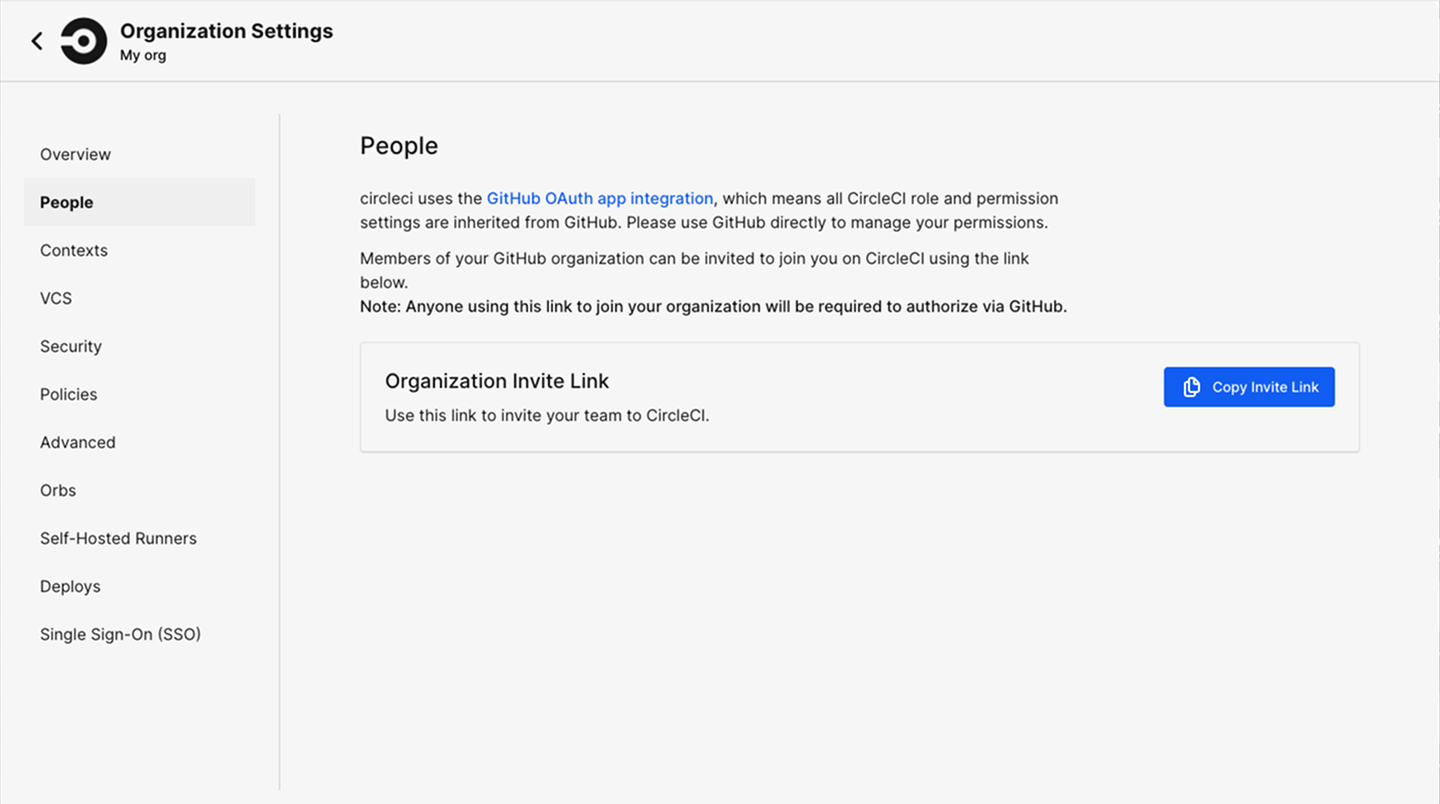 Organization Settings
My org
Overview
People
Contexts
VCS
Security
Policies
Advanced
Orbs
Self-Hosted Runners
Deploys
Single Sign-On (SSO)
People
circleci uses the GitHub OAuth app integration, which means all CircleCI role and permission
settings are inherited from GitHub. Please use GitHub directly to manage your permissions.
Members of your GitHub organization can be invited to join you on CircleCI using the link
below.
Note: Anyone using this link to join your organization will be required to authorize via GitHub.
Organization Invite Link
Copy Invite Link
Use this link to invite your team to CircleCI.